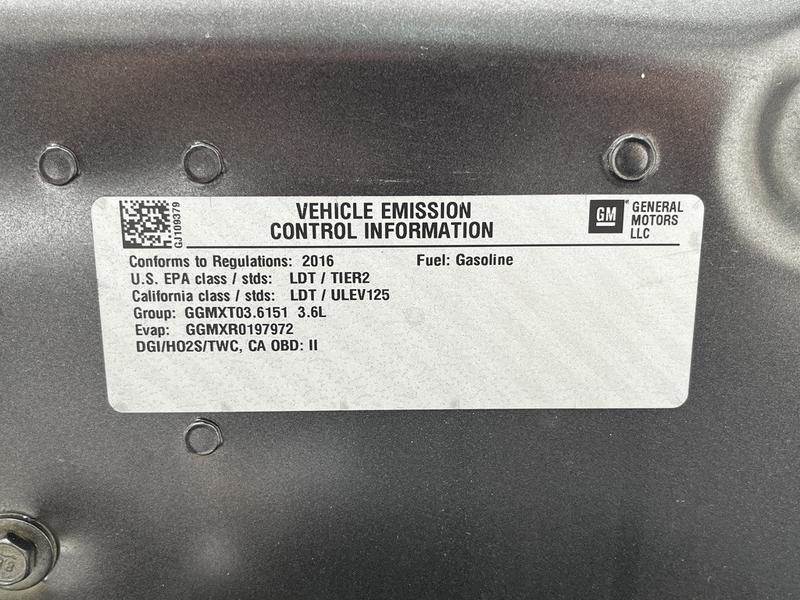 GJ109379
VEHICLE EMISSION
CONTROL INFORMATION
GM
GENERAL
MOTORS
LLC
Conforms to Regulations: 2016 Fuel: Gasoline
U.S. EPA class / stds: LDT / TIER2
California class / stds: LDT / ULEV125
Group: GGMXT03.6151 3.6L
Evap: GGMXR0197972
DGI/HO2S/TWC, CA OBD: II